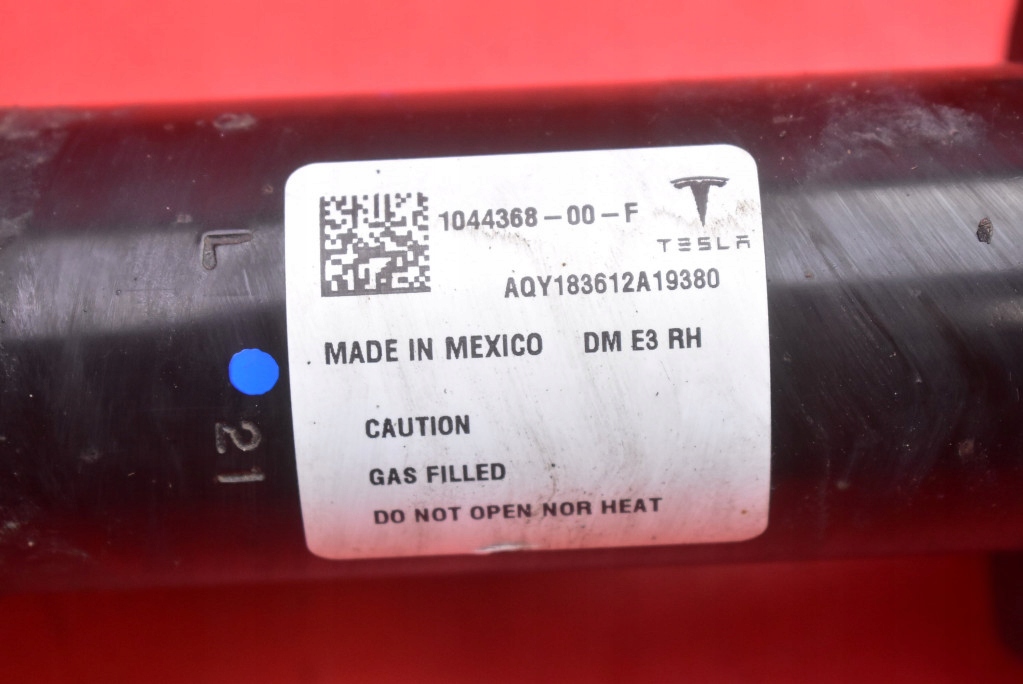 1044368-00-F
TESLA
AQY183612A19380
MADE IN MEXICO DM E3 RH
CAUTION
GAS FILLED
DO NOT OPEN NOR HEAT
L
21